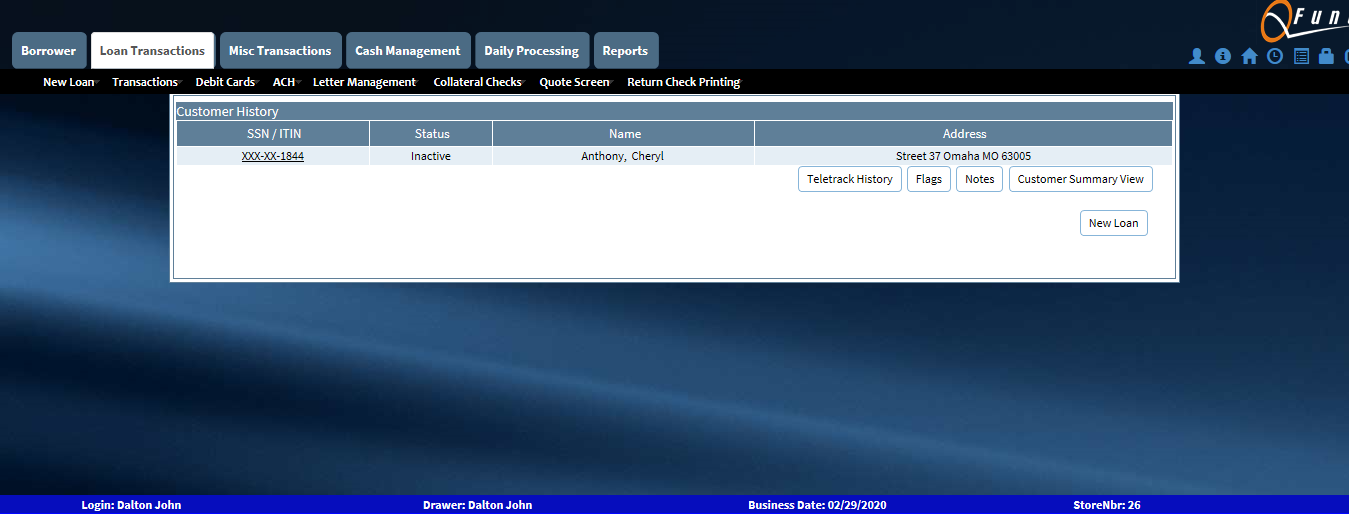 Fun
Borrower Loan Transactions Misc Transactions Cash Management Daily Processing Reports
New Loan Transactions Debit Cards ACH Letter Management Collateral Checks Quote Screen Return Check Printing
Customer History
SSN / ITIN Status Name Address
XXX-XX-1844 Inactive Anthony, Cheryl Street 37 Omaha MO 63005
Teletrack History Flags Notes Customer Summary View
New Loan
Login: Dalton John Drawer: Dalton John Business Date: 02/29/2020 StoreNbr: 26